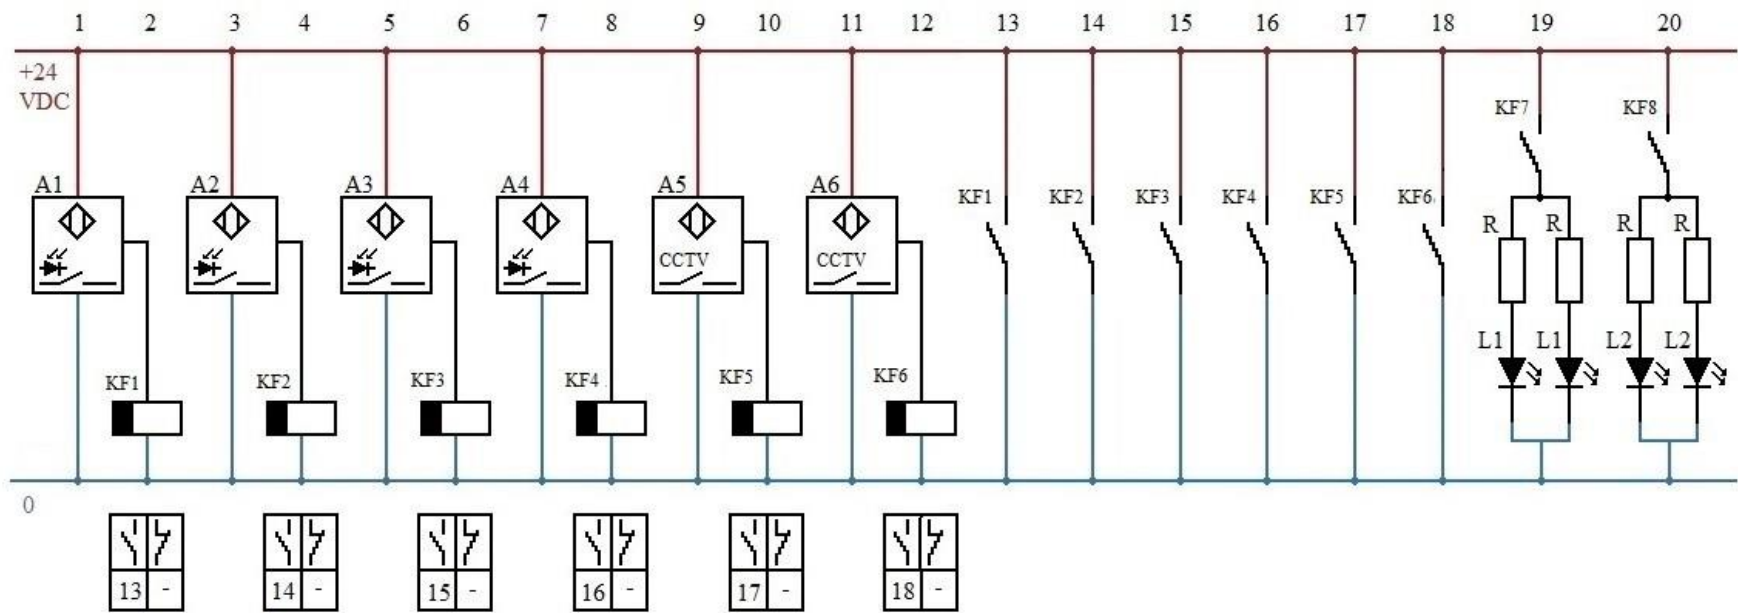 1 2 3 4 5 6 7 8 9 10 11 12 13 14 15 16 17 18 19 20
+24
VDC
KF7 KF8
A1 A2 A3 A4 A5 A6
KF1 KF2 KF3 KF4 KF5 KF6
R R R R
CCTV CCTV
L1 L1 L2 L2
KF1 KF2 KF3 KF4 KF5 KF6
0
13 - 14 - 15 - 16 - 17 - 18 -